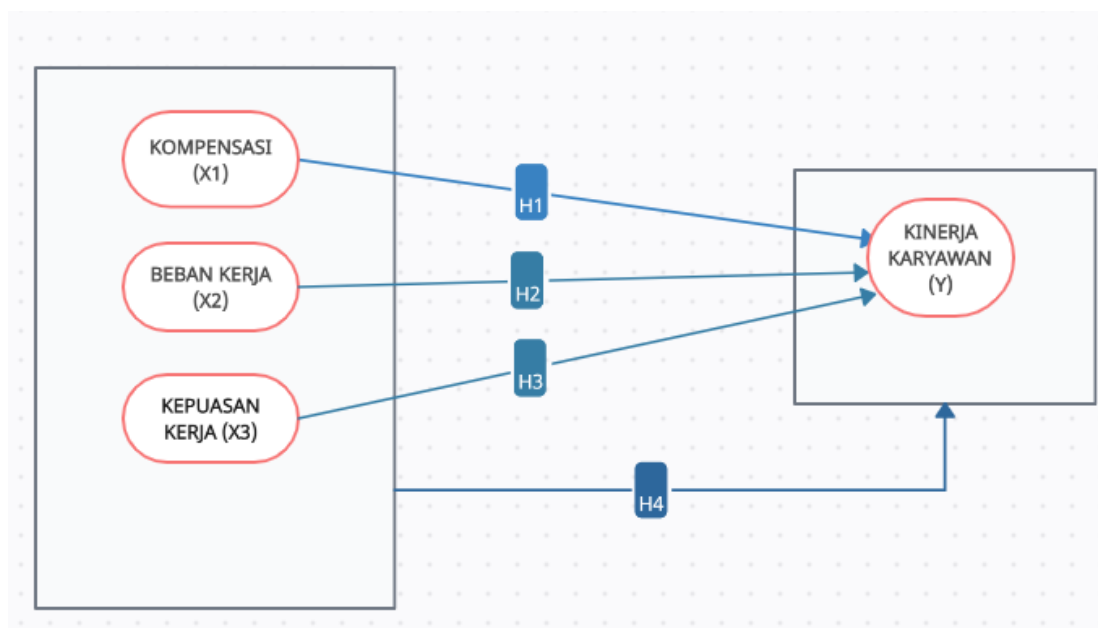 KOMPENSASI
(X1)
BEBAN KERJA
(X2)
KEPUASAN
KERJA (X3)
H1
H2
H3
H4
KINERJA
KARYAWAN
(Y)